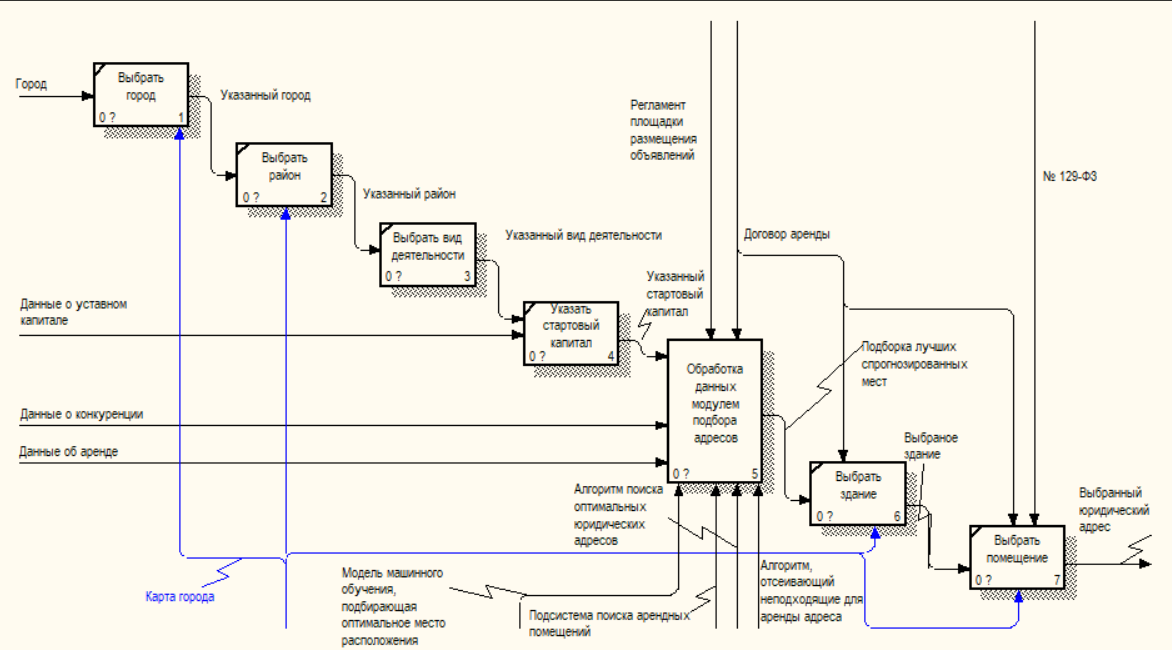 Город
Выбрать
город
0 ?
1
Указанный город
Выбрать
район
0 ?
2
Указанный район
Выбрать вид
деятельности
0 ?
3
Указанный вид деятельности
Данные о уставном
капитале
Указать
стартовый
капитал
0 ?
4
Указанный
стартовый
капитал
Регламент
площадки
размещения
объявлений
№ 129-ФЗ
Договор аренды
Обработка
данных
модулем
подбора
адресов
0 ?
5
Данные о конкуренции
Данные об аренде
Подборка лучших
спрогнозированных
мест
Выбраное
здание
Выбрать
здание
0 ?
6
Выбранный
юридический
адрес
Выбрать
помещение
0 ?
7
Алгоритм поиска
оптимальных
юридических
адресов
Карта города
Модель машинного
обучения,
подбирающая
оптимальное место
расположения
Подсистема поиска арендных
помещений
Алгоритм,
отсеивающий
неподходящие для
аренды адреса